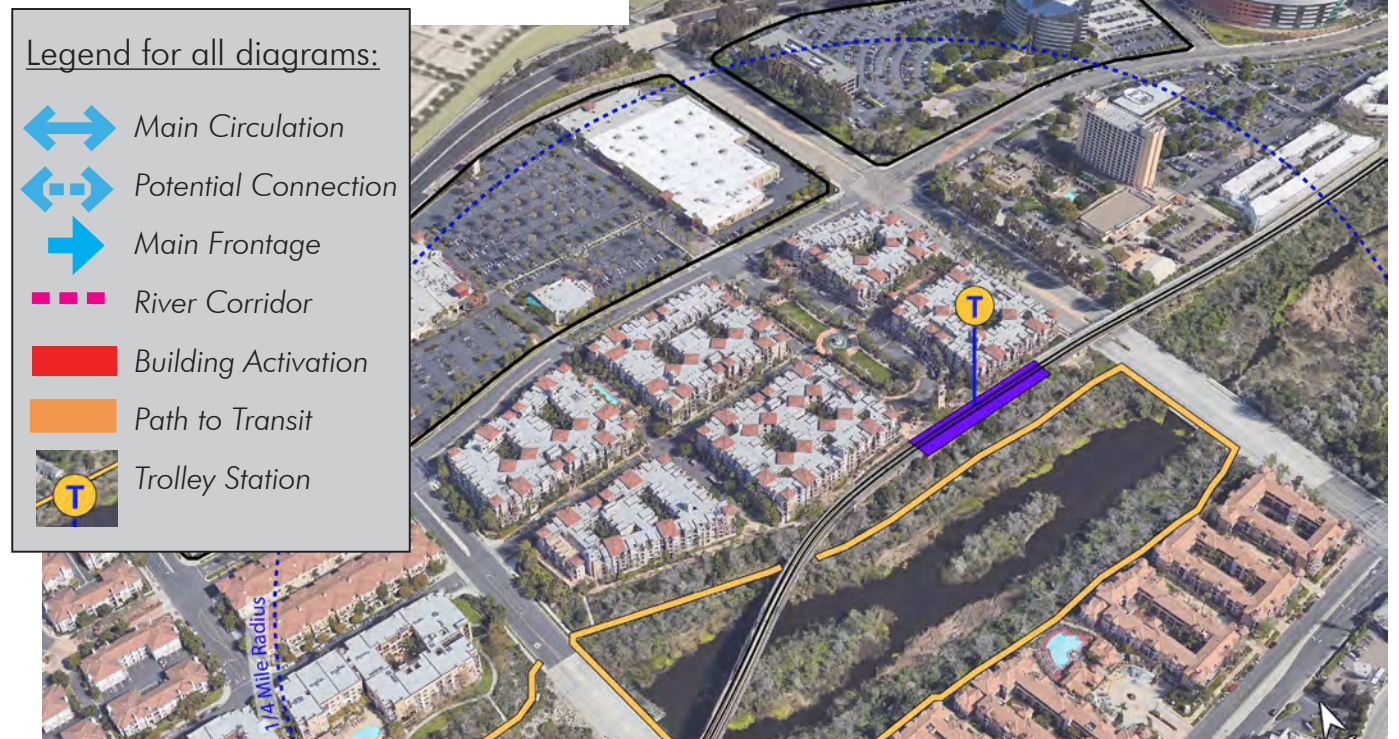 Legend for all diagrams:
Main Circulation
Potential Connection
Main Frontage
River Corridor
Building Activation
Path to Transit
T
Trolley Station
T
1/4 Mile Radius